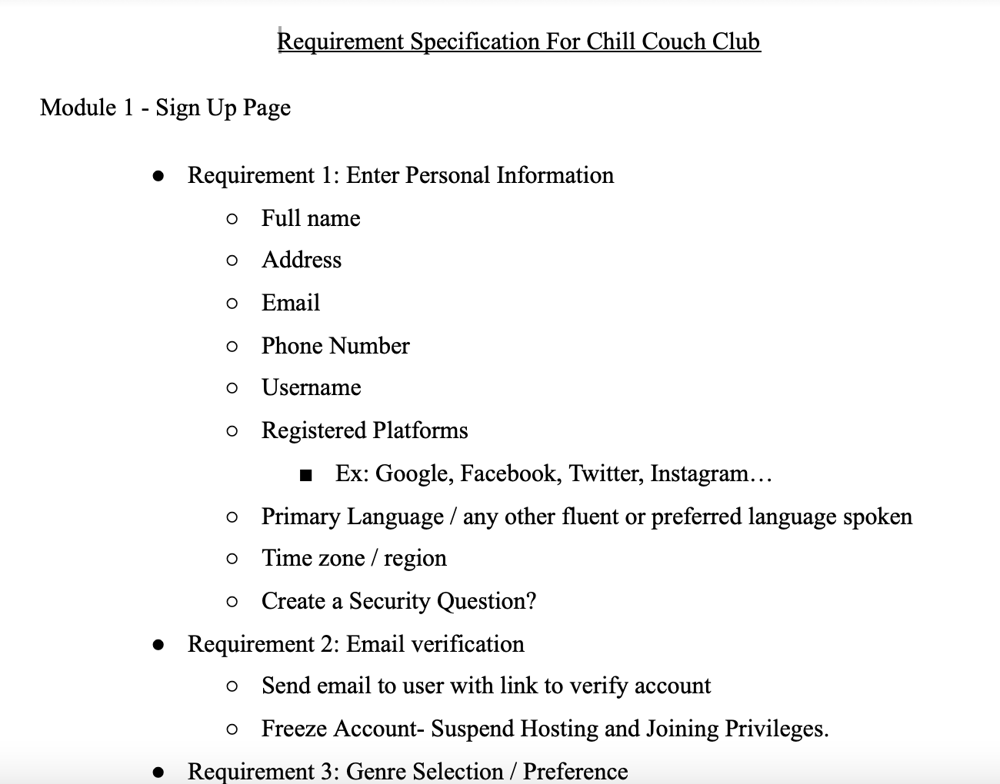 Requirement Specification For Chill Couch Club
Module 1 - Sign Up Page
● Requirement 1: Enter Personal Information
○ Full name
○ Address
○ Email
○ Phone Number
○ Username
○ Registered Platforms
■ Ex: Google, Facebook, Twitter, Instagram…
○ Primary Language / any other fluent or preferred language spoken
○ Time zone / region
○ Create a Security Question?
● Requirement 2: Email verification
○ Send email to user with link to verify account
○ Freeze Account- Suspend Hosting and Joining Privileges.
● Requirement 3: Genre Selection / Preference